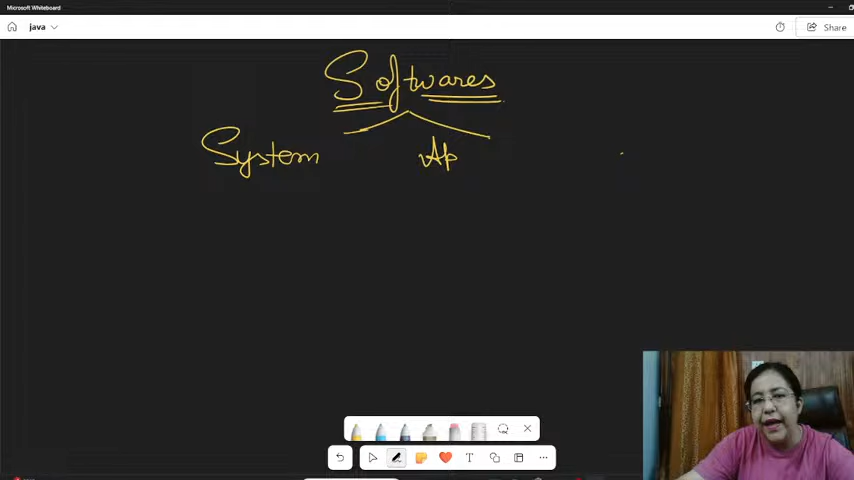 Microsoft Whiteboard
java
Share
Softwares
System Ap
T